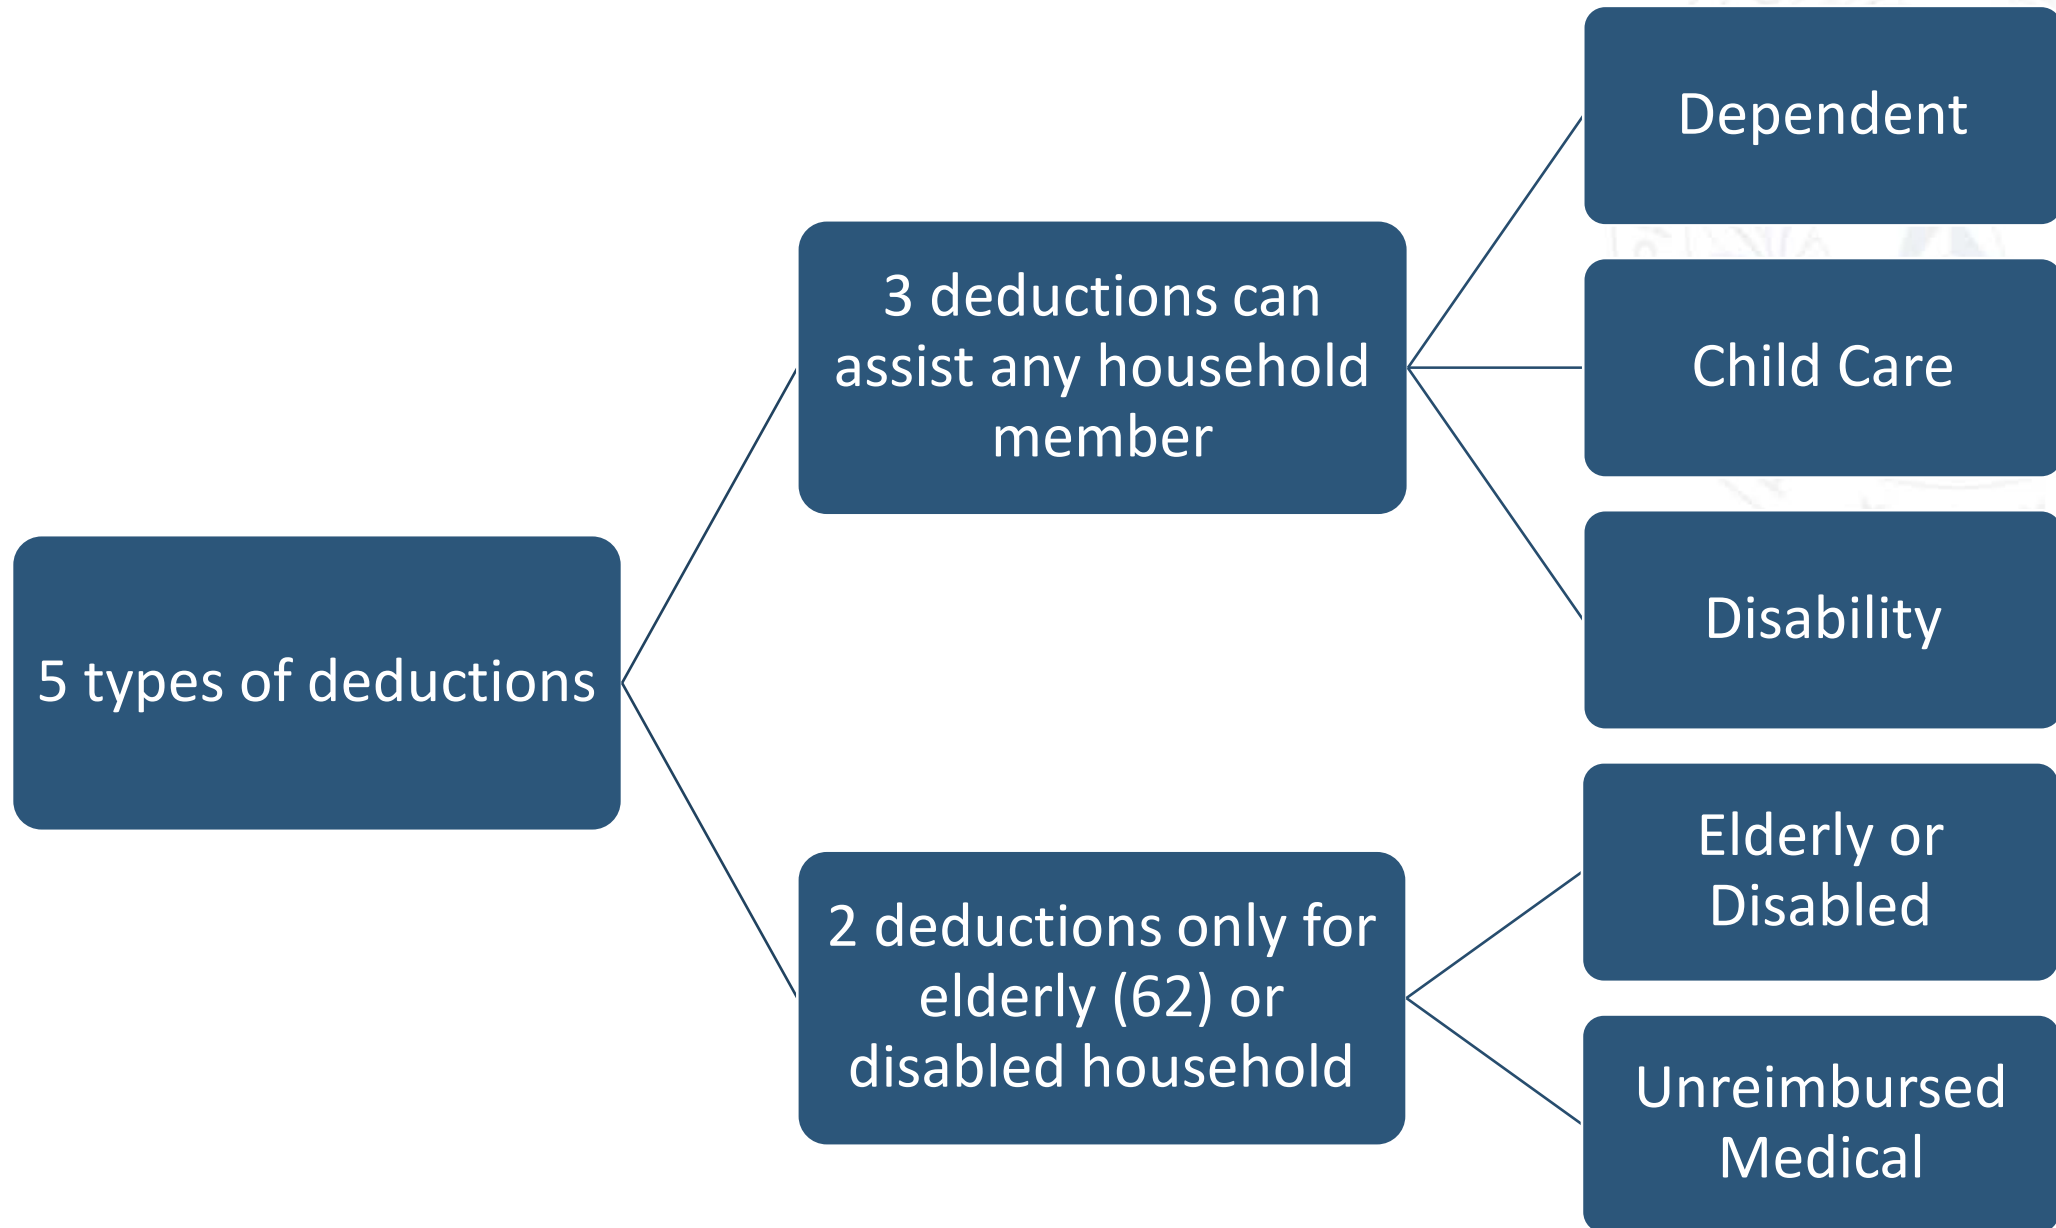 5 types of deductions
3 deductions can
assist any household
member
Dependent
Child Care
Disability
2 deductions only for
elderly (62) or
disabled household
Elderly or
Disabled
Unreimbursed
Medical